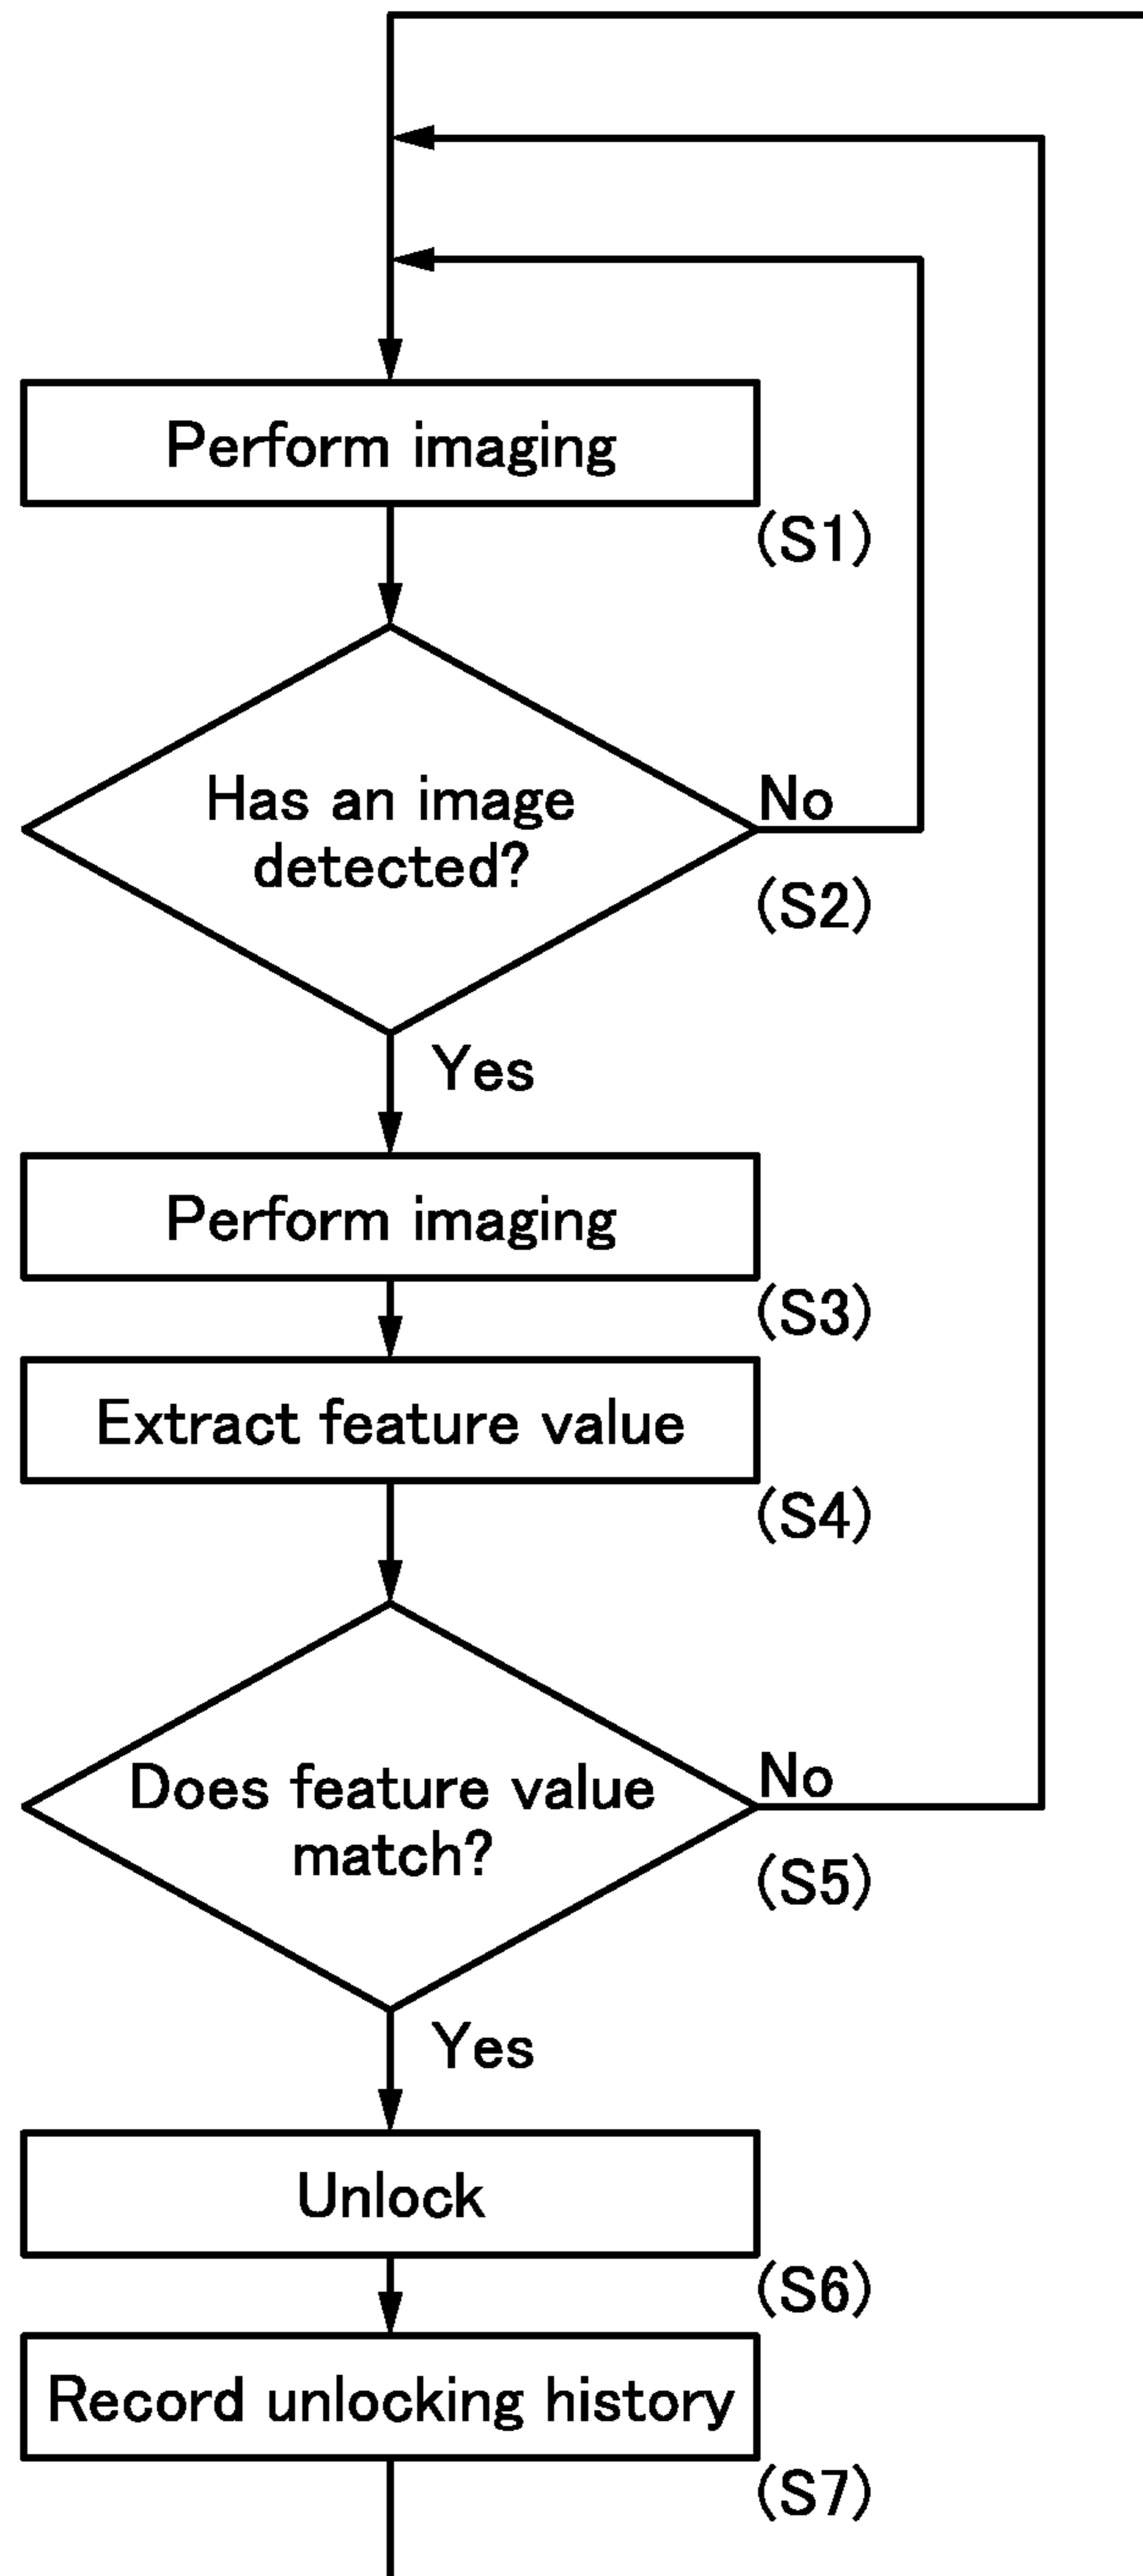 Perform imaging
(S1)
Has an image
detected?
No
(S2)
Yes
Perform imaging
(S3)
Extract feature value
(S4)
Does feature value
match?
No
(S5)
Yes
Unlock
(S6)
Record unlocking history
(S7)